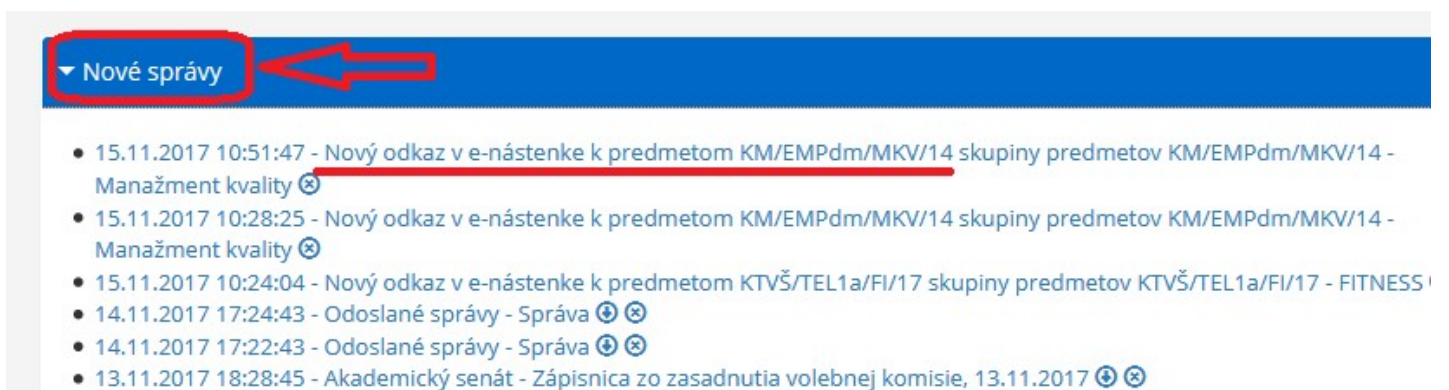 Nové správy
15.11.2017 10:51:47 - Nový odkaz v e-nástenke k predmetom KM/EMPdm/MKV/14 skupiny predmetov KM/EMPdm/MKV/14 -
Manažment kvality
15.11.2017 10:28:25 - Nový odkaz v e-nástenke k predmetom KM/EMPdm/MKV/14 skupiny predmetov KM/EMPdm/MKV/14 -
Manažment kvality
15.11.2017 10:24:04 - Nový odkaz v e-nástenke k predmetom KTVŠ/TEL1a/FI/17 skupiny predmetov KTVŠ/TEL1a/FI/17 - FITNESS
14.11.2017 17:24:43 - Odoslané správy - Správa
14.11.2017 17:22:43 - Odoslané správy - Správa
13.11.2017 18:28:45 - Akademický senát - Zápisnica zo zasadnutia volebnej komisie, 13.11.2017